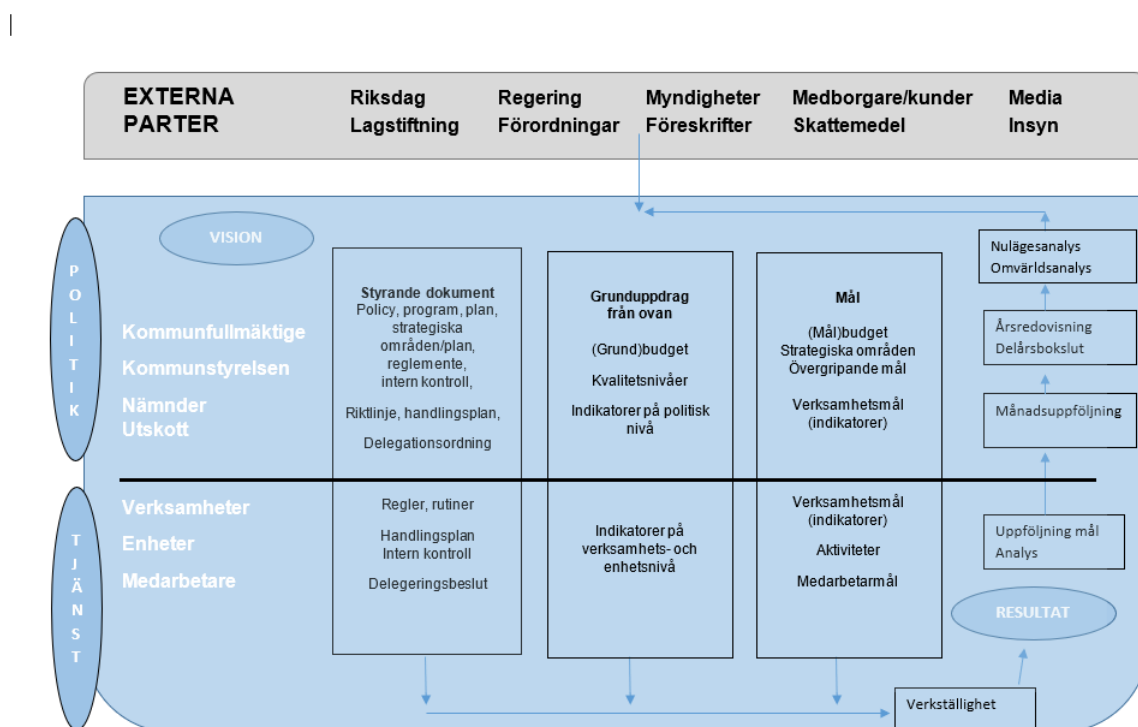 EXTERNA
PARTER
Riksdag
Lagstiftning
Regering
Förordningar
Myndigheter
Föreskrifter
Medborgare/kunder
Skattemedel
Media
Insyn
POLITIK
VISION
Kommunfullmäktige
Kommunstyrelsen
Nämnder
Utskott
Styrande dokument
Policy, program, plan,
strategiska
områden/plan,
reglemente,
intern kontroll,
Riktlinje, handlingsplan,
Delegationsordning
Grunduppdrag
från ovan
(Grund)budget
Kvalitetsnivåer
Indikatorer på politisk
nivå
Mål
(Mål)budget
Strategiska områden
Övergripande mål
Verksamhetsmål
(indikatorer)
Nulägesanalys
Omvärldsanalys
Årsredovisning
Delårsbokslut
Månadsuppföljning
TJÄNST
Verksamheter
Enheter
Medarbetare
Regler, rutiner
Handlingsplan
Intern kontroll
Delegeringsbeslut
Indikatorer på
verksamhets- och
enhetsnivå
Verksamhetsmål
(indikatorer)
Aktiviteter
Medarbetarmål
Uppföljning mål
Analys
RESULTAT
Verkställighet